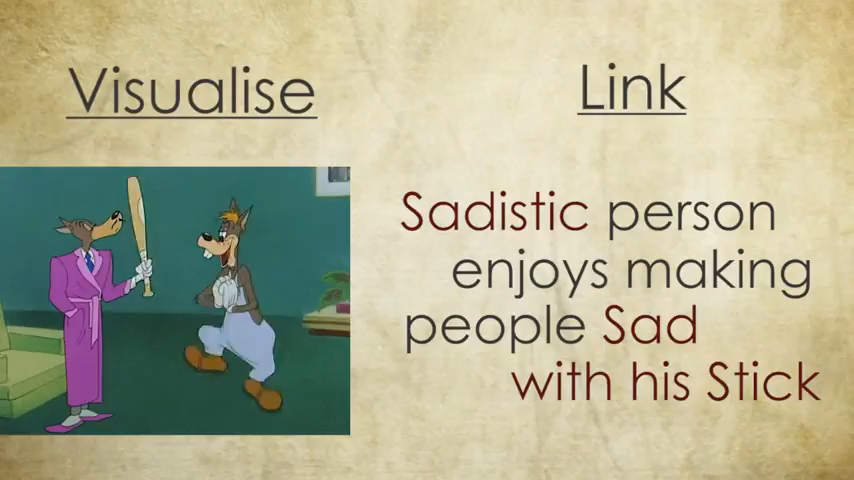 Visualise
Link
Sadistic person
enjoys making
people Sad
with his Stick